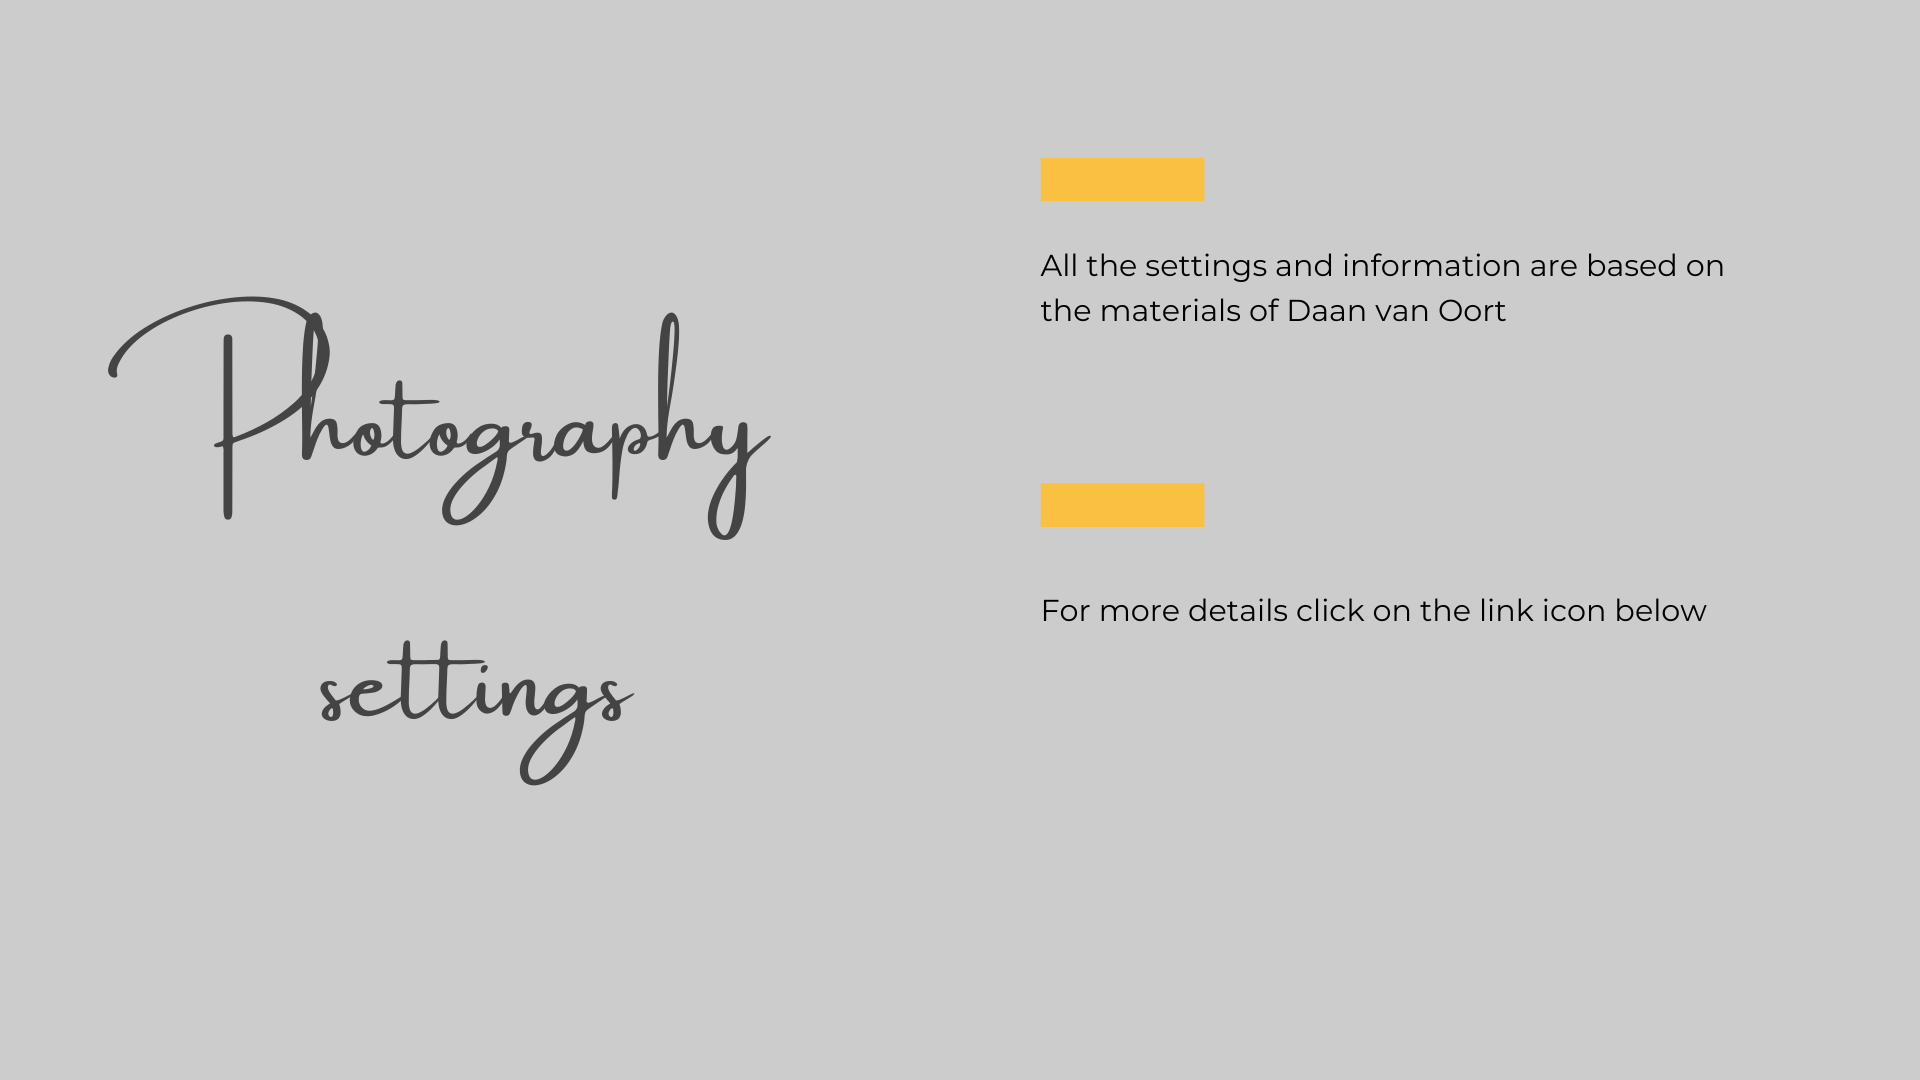 Photography
settings
All the settings and information are based on
the materials of Daan van Oort
For more details click on the link icon below